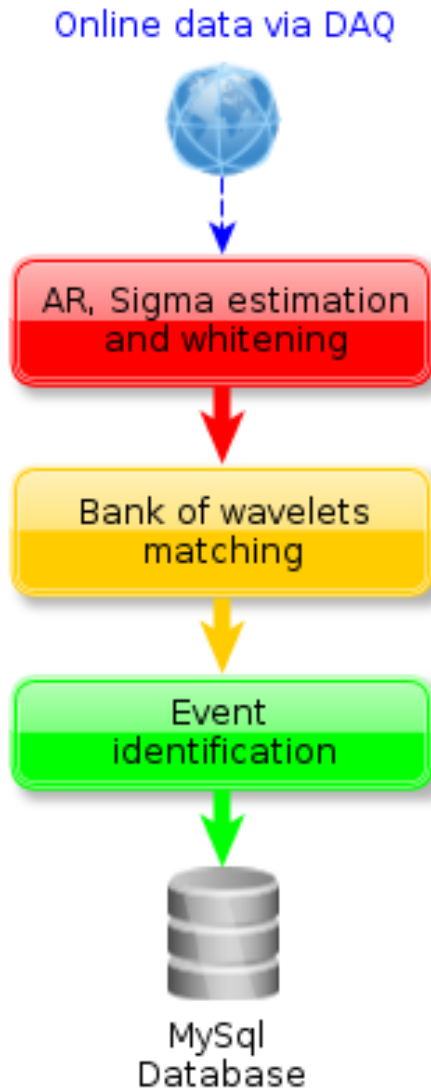 Online data via DAQ
AR, Sigma estimation
and whitening
Bank of wavelets
matching
Event
identification
MySql
Database